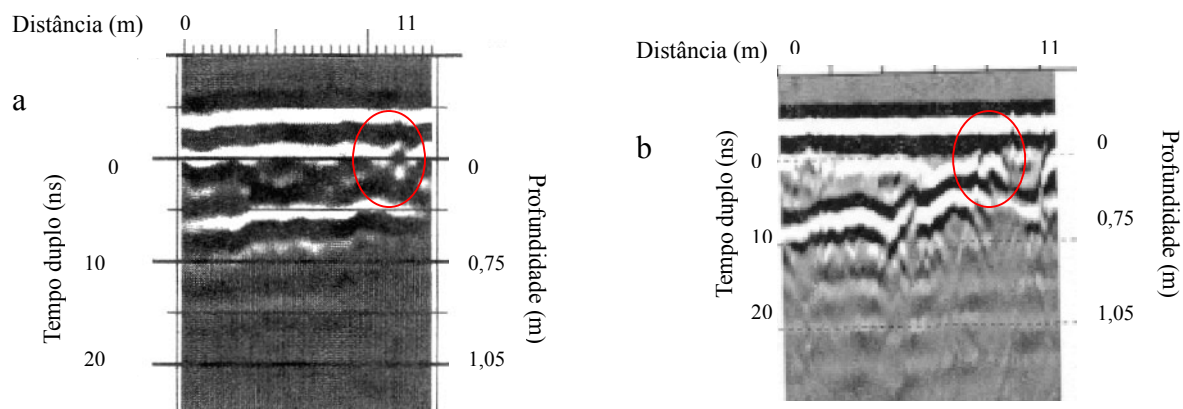 Distância (m) 0 11
a
Tempo duplo (ns)
0
10
20
0
0,75
1,05
Profundidade (m)
Distância (m) 0 11
b
Tempo duplo (ns)
0
10
20
0
0,75
1,05
Profundidade (m)